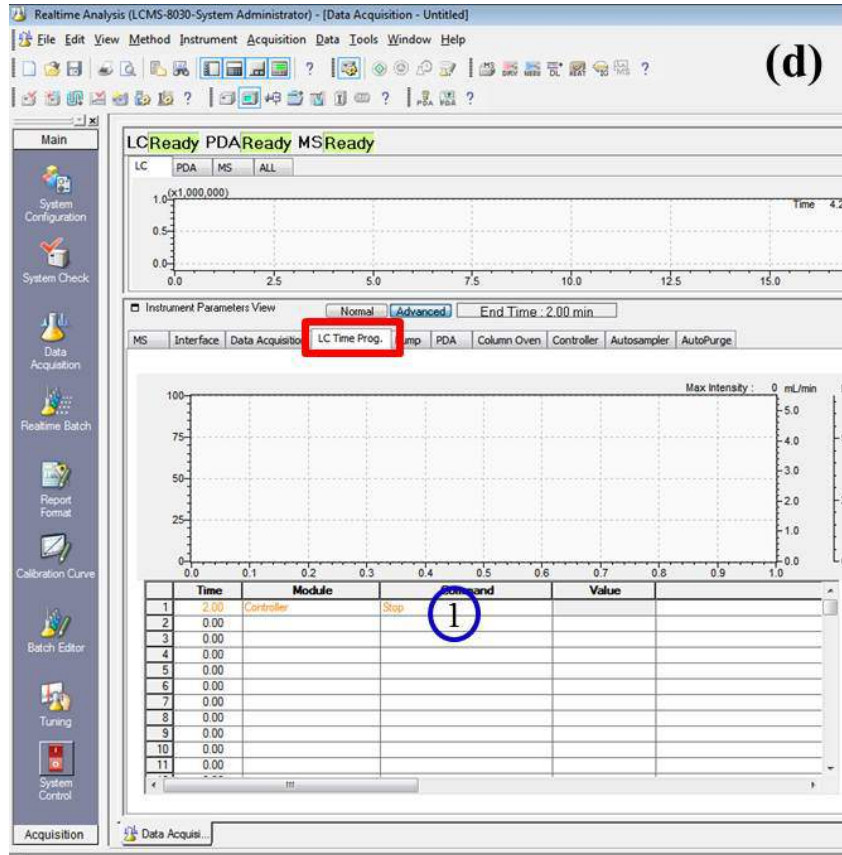 Realtime Analysis (LCMS-8030-System Administrator) - [Data Acquisition - Untitled]
File Edit View Method Instrument Acquisition Data Tools Window Help
(d)
Main
System Configuration
System Check
Data Acquisition
Realtime Batch
Report Format
Calibration Curve
Batch Editor
Tuning
System Control
Acquisition
LC Ready PDA Ready MS Ready
LC PDA MS ALL
(x1,000,000)
Time 4.2
1.0
0.5
0.0
0.0 2.5 5.0 7.5 10.0 12.5 15.0
Instrument Parameters View Normal Advanced End Time : 2.00 min
MS Interface Data Acquisition LC Time Prog. PDA Column Oven Controller Autosampler AutoPurge
Max Intensity : 0 mL/min
100
75
50
25
0
5.0
4.0
3.0
2.0
1.0
0.0
0.0 0.1 0.2 0.3 0.4 0.5 0.6 0.7 0.8 0.9 1.0
Time Module Command Value
1 2.00 Controller Stop
1
2 0.00
3 0.00
4 0.00
5 0.00
6 0.00
7 0.00
8 0.00
9 0.00
10 0.00
11 0.00
Data Acquisi...